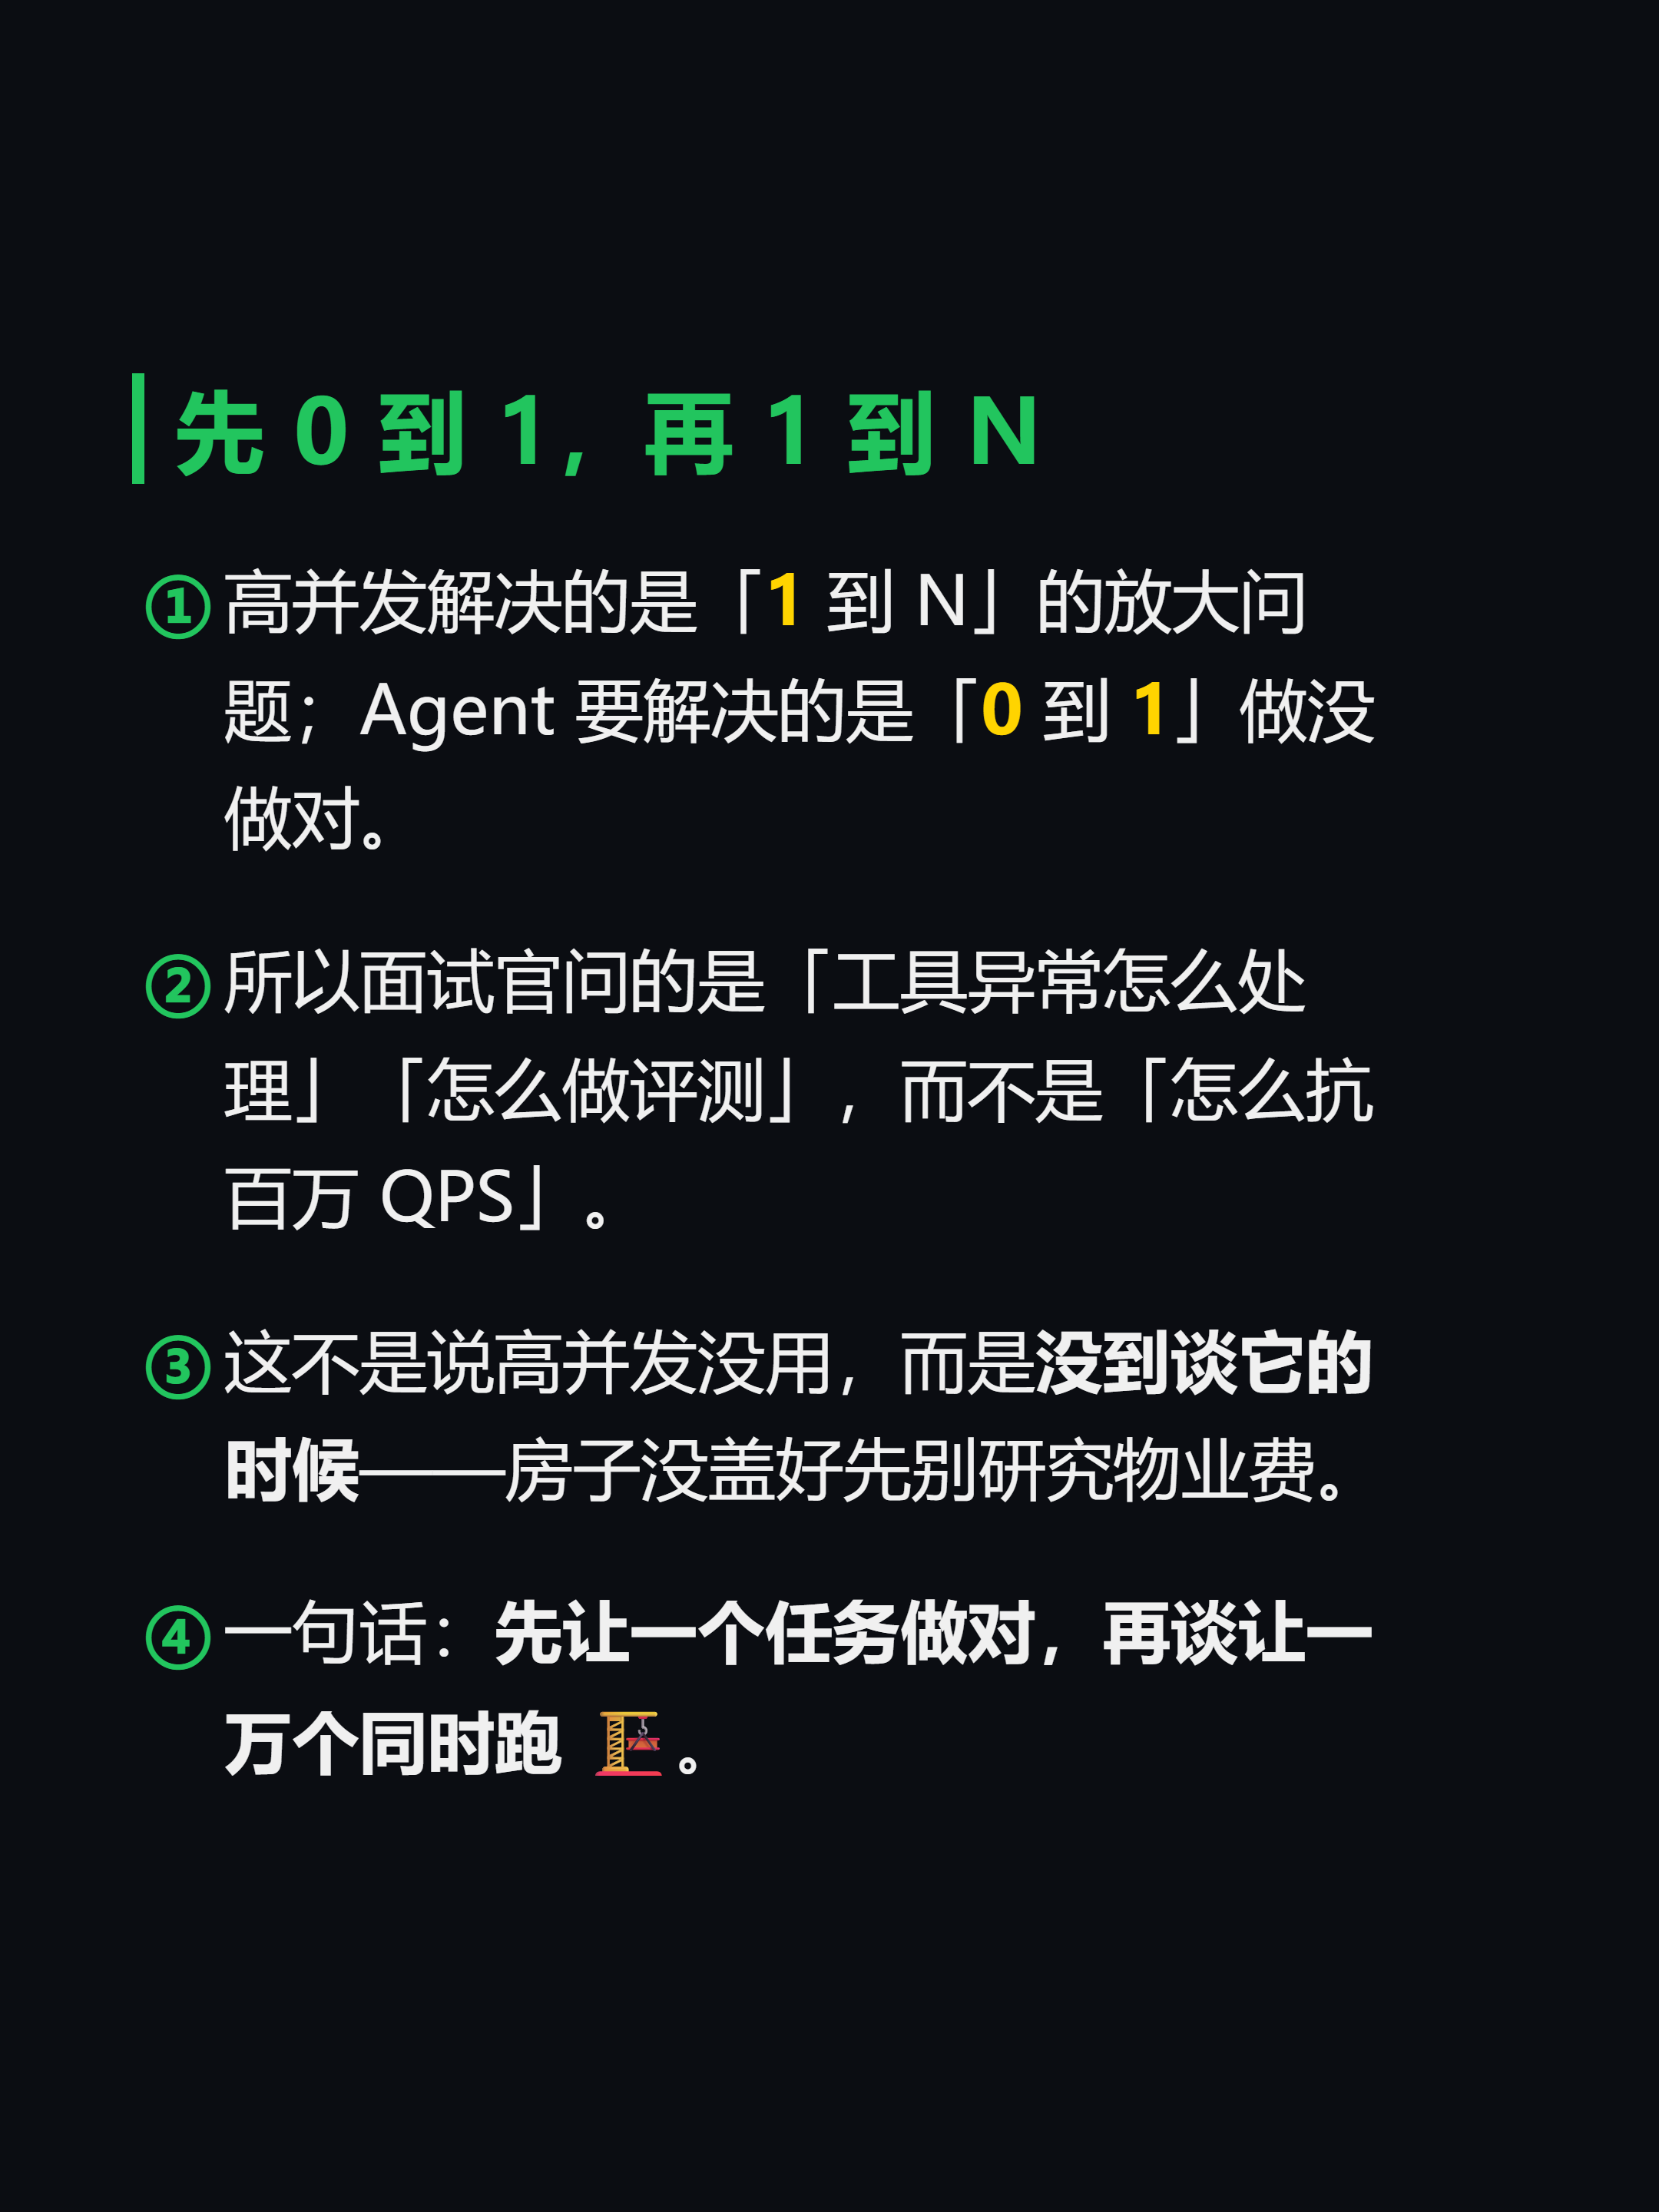 先 0 到 1，再 1 到 N
① 高并发解决的是「1 到 N」的放大问
题；Agent 要解决的是「0 到 1」做没
做对。
② 所以面试官问的是「工具异常怎么处
理」「怎么做评测」，而不是「怎么抗
百万 QPS」。
③ 这不是说高并发没用，而是没到谈它的
时候——房子没盖好先别研究物业费。
④ 一句话：先让一个任务做对，再谈让一
万个同时跑 🏗️。